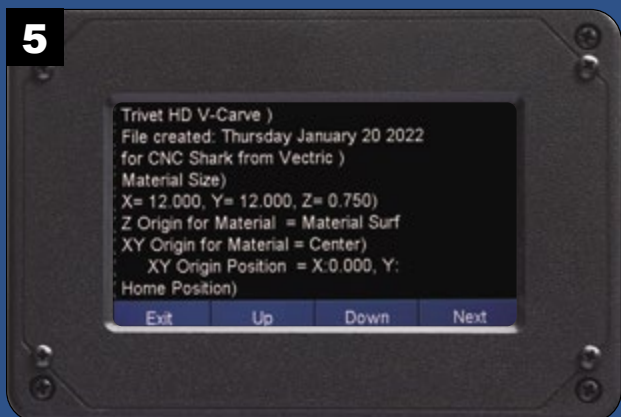 5
Trivet HD V-Carve )
File created: Thursday January 20 2022
for CNC Shark from Vectric )
Material Size)
X= 12.000, Y= 12.000, Z= 0.750)
Z Origin for Material = Material Surf
XY Origin for Material = Center)
XY Origin Position = X:0.000, Y:
Home Position)
Exit Up Down Next